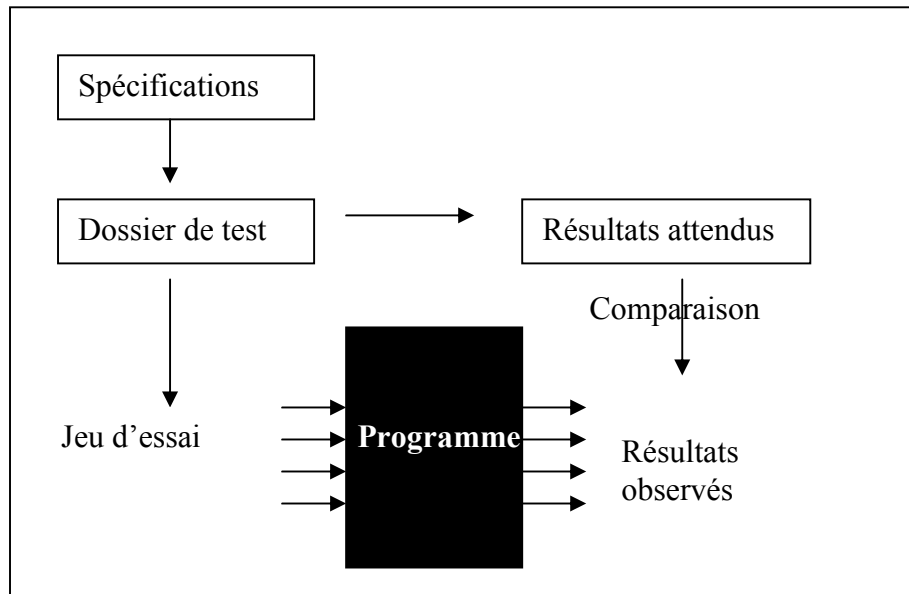 Spécifications
Dossier de test
Résultats attendus
Comparaison
Jeu d’essai
Programme
Résultats
observés